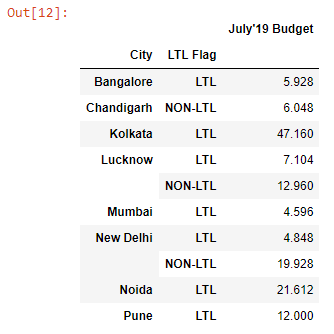 Out[12]:
July'19 Budget
City LTL Flag
Bangalore LTL 5.928
Chandigarh NON-LTL 6.048
Kolkata LTL 47.160
Lucknow LTL 7.104
NON-LTL 12.960
Mumbai LTL 4.596
New Delhi LTL 4.848
NON-LTL 19.928
Noida LTL 21.612
Pune LTL 12.000